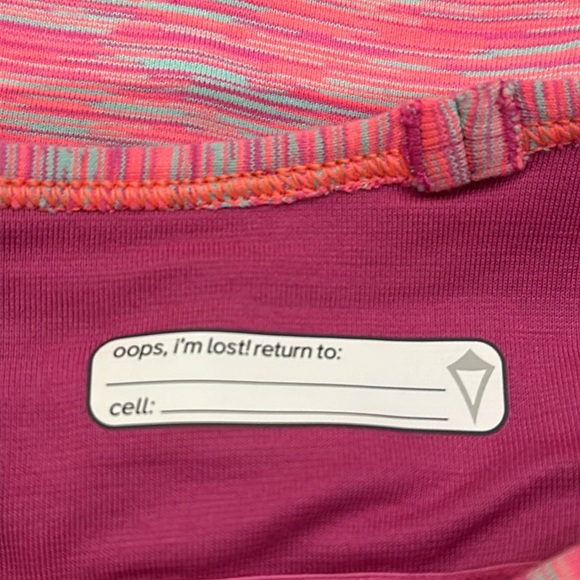 oops, i'm lost! return to:
cell: